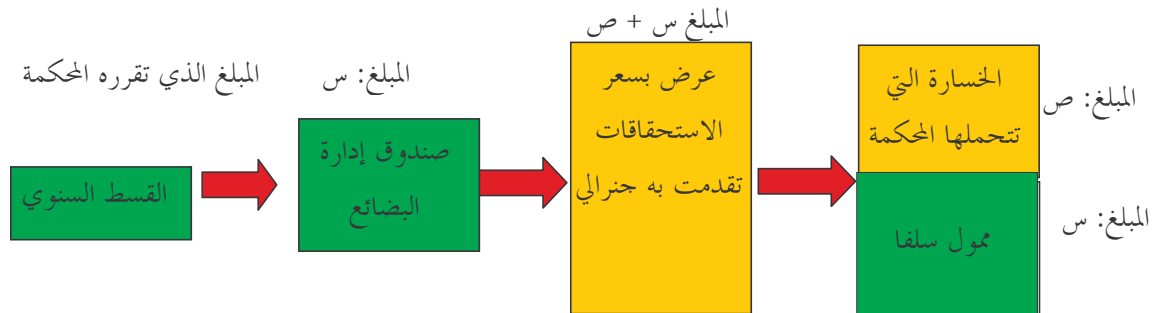 المبلغ الذي تقرره المحكمة
القسط السنوي
المبلغ: س
صندوق إدارة
البضائع
المبلغ س + ص
عرض بسعر
الاستحقاقات
تقدمت به جنرالي
الخسارة التي
تتحملها المحكمة
المبلغ: ص
ممول سلفا
المبلغ: س